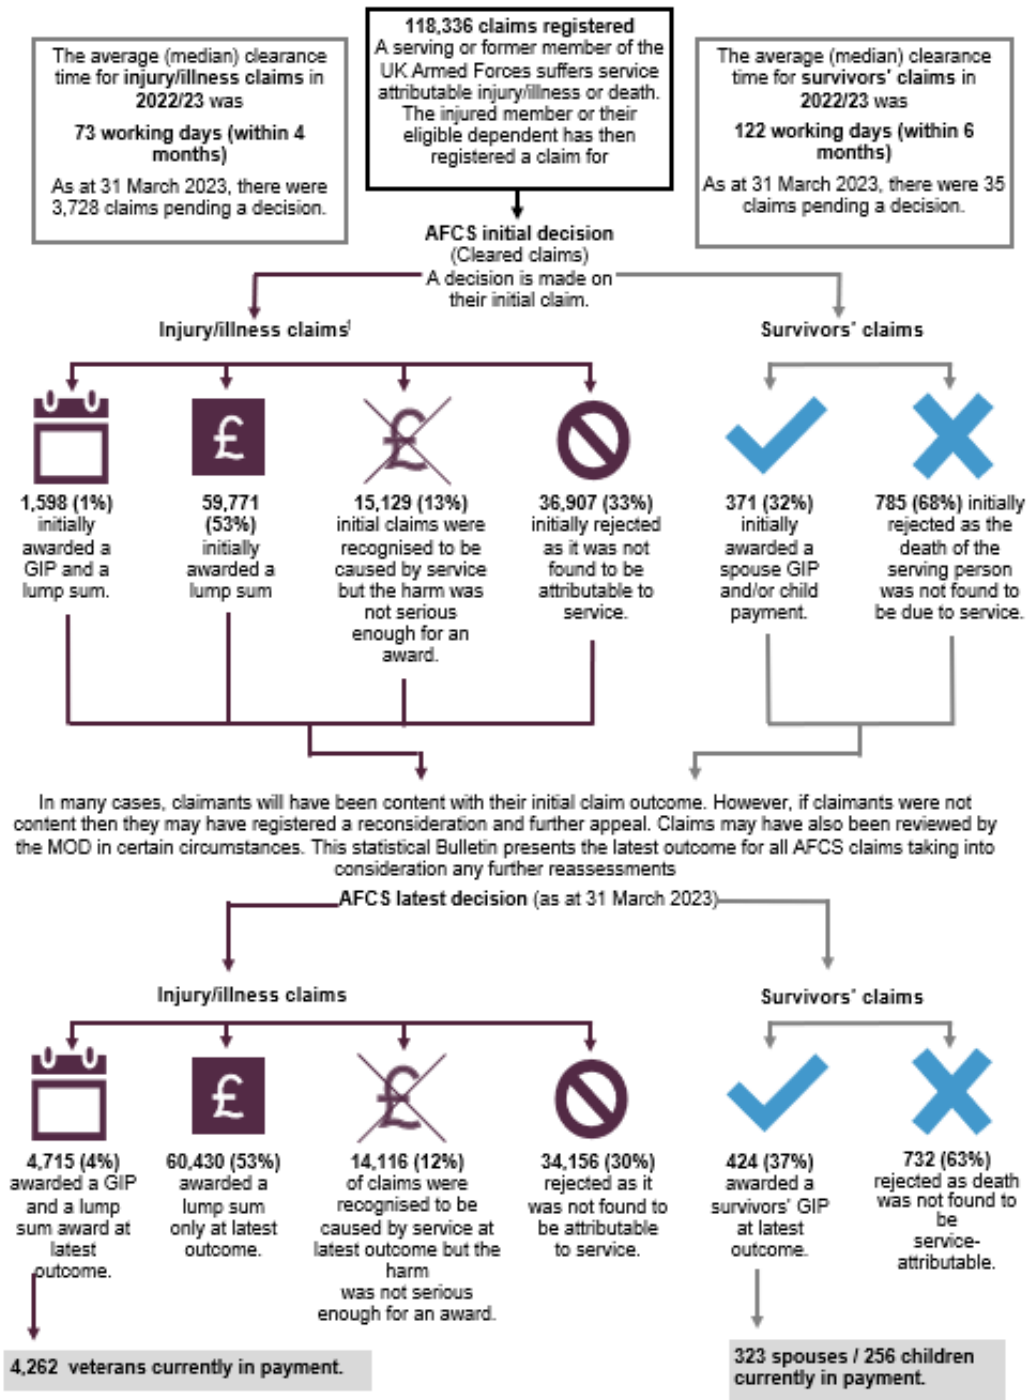 118,336 claims registered
A serving or former member of the
UK Armed Forces suffers service
attributable injury/illness or death.
The injured member or their
eligible dependent has then
registered a claim for
The average (median) clearance
time for injury/illness claims in
2022/23 was
73 working days (within 4
months)
As at 31 March 2023, there were
3,728 claims pending a decision.
The average (median) clearance
time for survivors' claims in
2022/23 was
122 working days (within 6
months)
As at 31 March 2023, there were 35
claims pending a decision.
AFCS initial decision
(Cleared claims)
A decision is made on
their initial claim.
Injury/illness claims¹
Survivors' claims
£
£
1,598 (1%)
initially
awarded a
GIP and a
lump sum.
59,771
(53%)
initially
awarded a
lump sum
15,129 (13%)
initial claims were
recognised to be
caused by service
but the harm was
not serious
enough for an
award.
36,907 (33%)
initially rejected
as it was not
found to be
attributable to
service.
371 (32%)
initially
awarded a
spouse GIP
and/or child
payment.
785 (68%) initially
rejected as the
death of the
serving person
was not found to
be due to service.
In many cases, claimants will have been content with their initial claim outcome. However, if claimants were not
content then they may have registered a reconsideration and further appeal. Claims may have also been reviewed by
the MOD in certain circumstances. This statistical Bulletin presents the latest outcome for all AFCS claims taking into
consideration any further reassessments
AFCS latest decision (as at 31 March 2023)
Injury/illness claims
Survivors' claims
£
£
4,715 (4%)
awarded a GIP
and a lump
sum award at
latest
outcome.
60,430 (53%)
awarded a
lump sum
only at latest
outcome.
14,116 (12%)
of claims were
recognised to be
caused by service at
latest outcome but the
harm
was not serious
enough for an award.
34,156 (30%)
rejected as it
was not found to
be attributable
to service.
424 (37%)
awarded a
survivors' GIP
at latest
outcome.
732 (63%)
rejected as death
was not found to
be
service-
attributable.
4,262 veterans currently in payment.
323 spouses / 256 children
currently in payment.